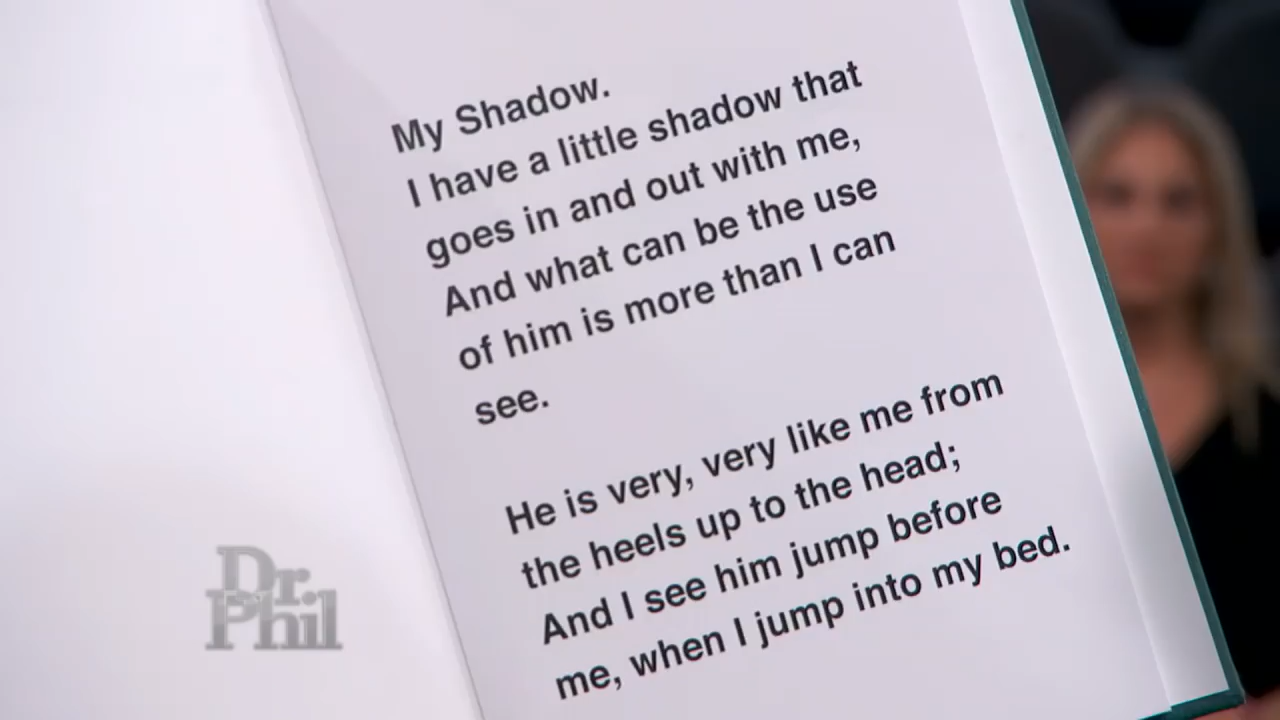 My Shadow.
I have a little shadow that
goes in and out with me,
And what can be the use
of him is more than I can
see.
He is very, very like me from
the heels up to the head;
And I see him jump before
me, when I jump into my bed.
Dr.
Phil